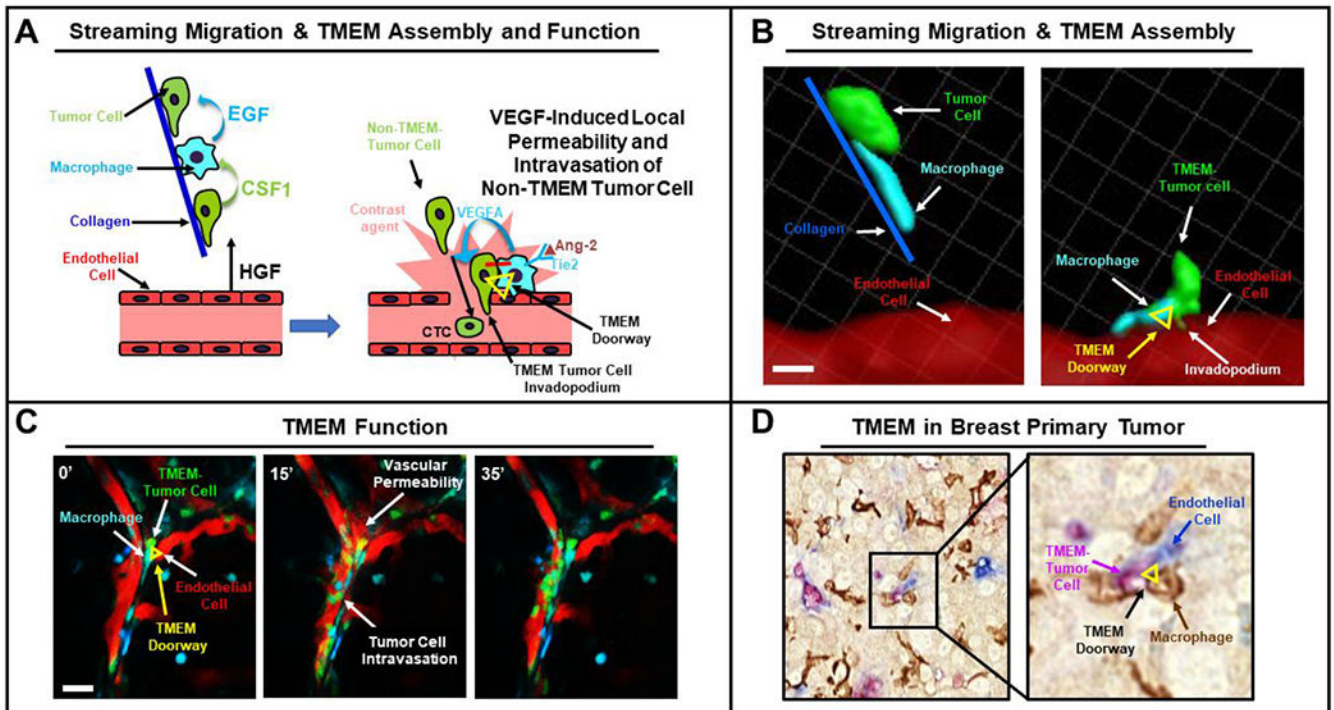 A
Streaming Migration & TMEM Assembly and Function
Tumor Cell
EGF
Macrophage
CSF1
Collagen
Endothelial
Cell
HGF
Non-TMEM-
Tumor Cell
VEGF-Induced Local
Permeability and
Intravasation of
Non-TMEM Tumor Cell
Contrast
agent
VEGFA
Ang-2
Tie2
CTC
TMEM
Doorway
TMEM Tumor Cell
Invadopodium
B
Streaming Migration & TMEM Assembly
Tumor
Cell
Macrophage
Collagen
Endothelial
Cell
TMEM-
Tumor cell
Macrophage
Endothelial
Cell
TMEM
Doorway
Invadopodium
C
TMEM Function
0'
TMEM-
Tumor Cell
Macrophage
Endothelial
Cell
TMEM
Doorway
15'
Vascular
Permeability
Tumor Cell
Intravasation
35'
D
TMEM in Breast Primary Tumor
Endothelial
Cell
TMEM-
Tumor
Cell
TMEM
Doorway
Macrophage